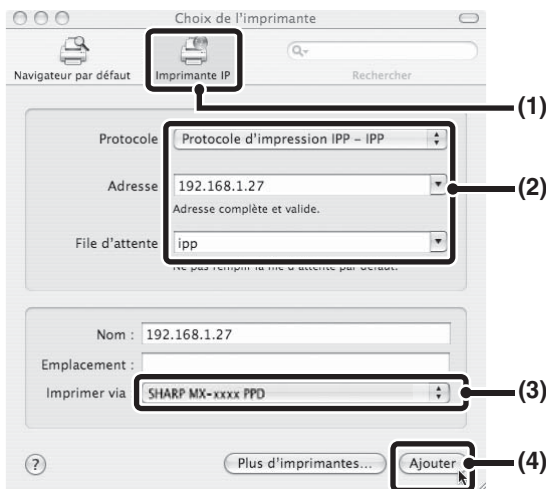 Choix de l'imprimante
Navigateur par défaut
Imprimante IP
Rechercher
(1)
Protocole
Protocole d'impression IPP – IPP
Adresse
192.168.1.27
(2)
Adresse complète et valide.
File d'attente
ipp
Ne pas remplir la file d'attente par défaut.
Nom : 192.168.1.27
Emplacement :
Imprimer via
SHARP MX-xxxx PPD
(3)
?
Plus d'imprimantes...
Ajouter
(4)